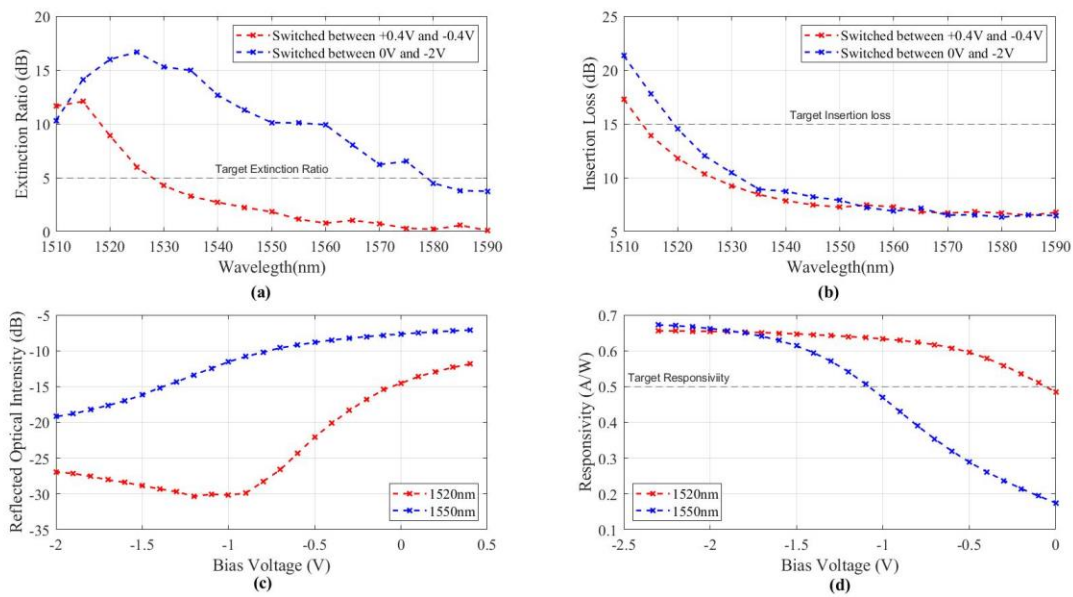 20
15
10
5
0
Extinction Ratio (dB)
Switched between +0.4V and -0.4V
Switched between 0V and -2V
Target Extinction Ratio
1510 1520 1530 1540 1550 1560 1570 1580 1590
Wavelegth(nm)
(a)
25
20
15
10
5
Insertion Loss (dB)
Switched between +0.4V and -0.4V
Switched between 0V and -2V
Target Insertion loss
1510 1520 1530 1540 1550 1560 1570 1580 1590
Wavelegth(nm)
(b)
-5
-10
-15
-20
-25
-30
-35
Reflected Optical Intensity (dB)
1520nm
1550nm
-2 -1.5 -1 -0.5 0 0.5
Bias Voltage (V)
(c)
0.7
0.6
0.5
0.4
0.3
0.2
0.1
Responsivity (A/W)
Target Responsiviity
1520nm
1550nm
-2.5 -2 -1.5 -1 -0.5 0
Bias Voltage (V)
(d)